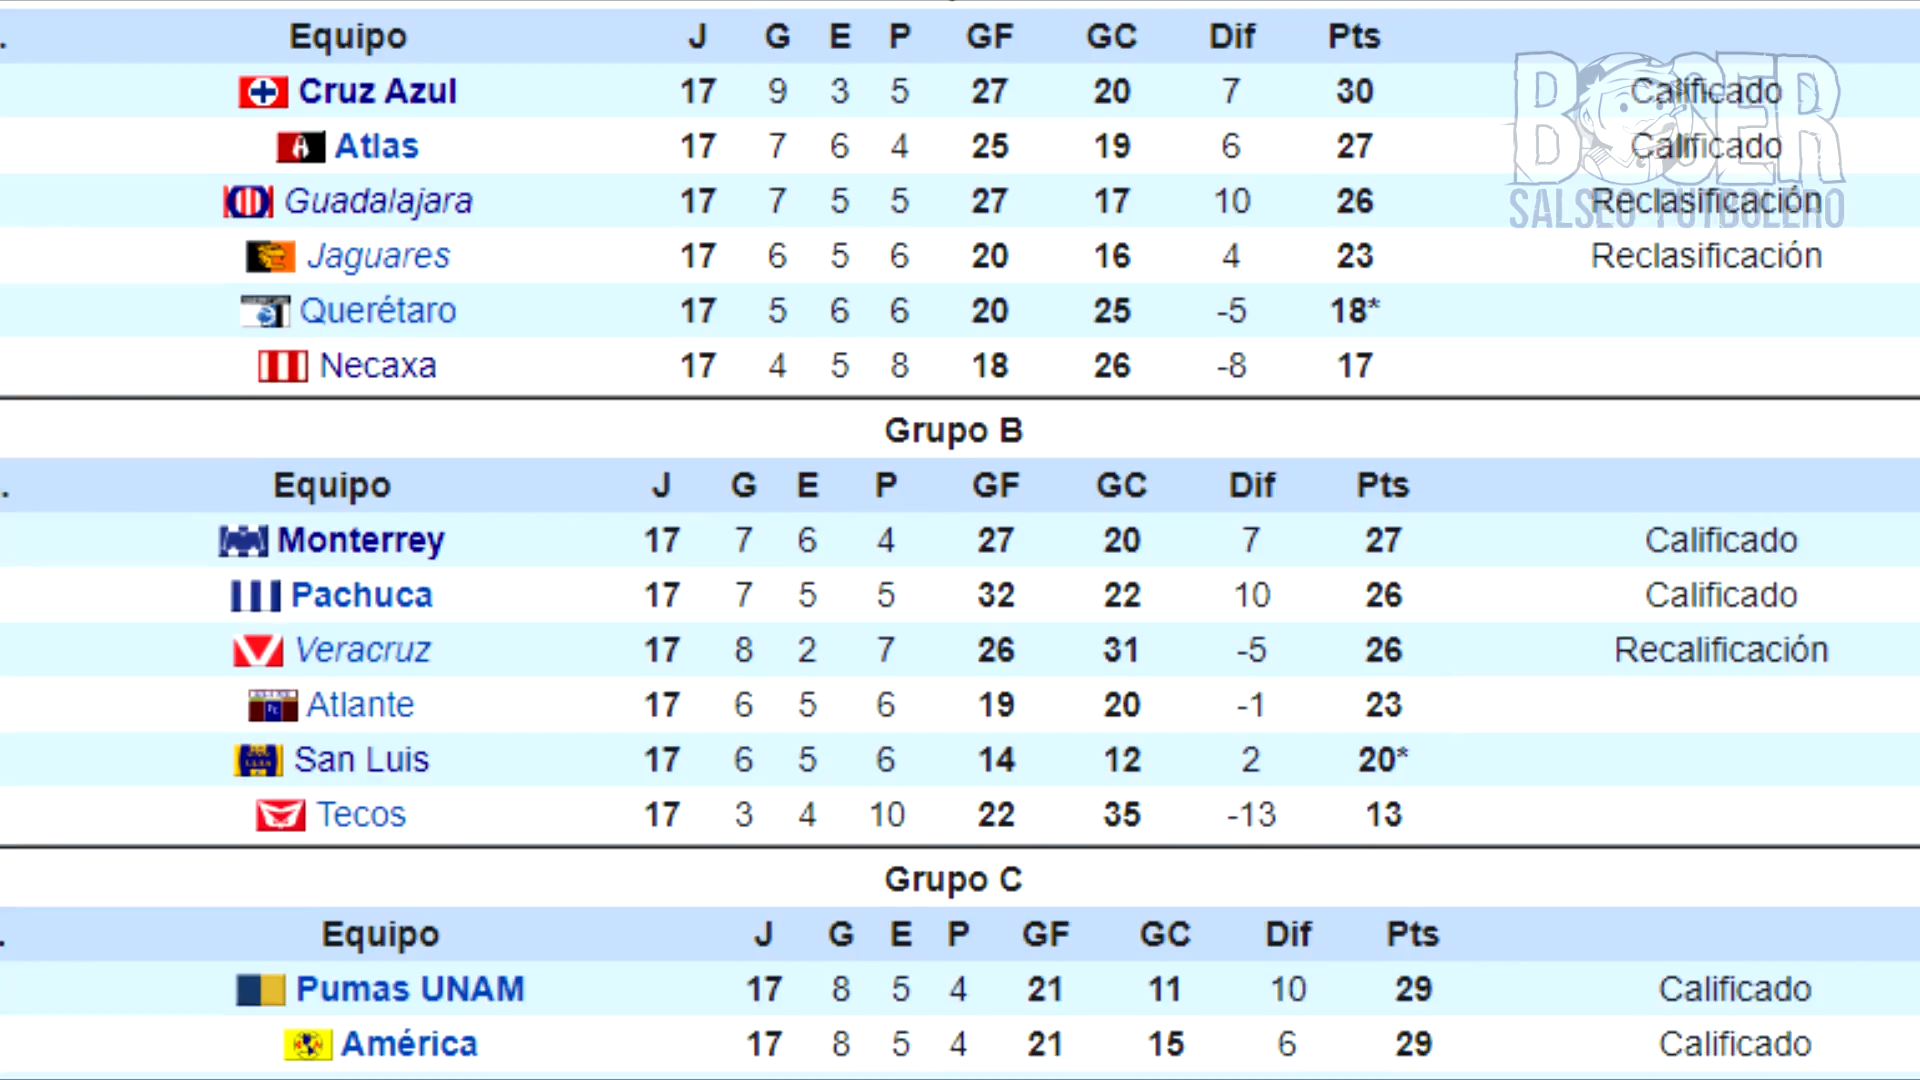 . Equipo J G E P GF GC Dif Pts
Cruz Azul 17 9 3 5 27 20 7 30 Calificado
Atlas 17 7 6 4 25 19 6 27 Calificado
Guadalajara 17 7 5 5 27 17 10 26 Reclasificación
Jaguares 17 6 5 6 20 16 4 23 Reclasificación
Querétaro 17 5 6 6 20 25 -5 18*
Necaxa 17 4 5 8 18 26 -8 17
BOSER
SALSEO FUTBOLERO
Grupo B
. Equipo J G E P GF GC Dif Pts
Monterrey 17 7 6 4 27 20 7 27 Calificado
Pachuca 17 7 5 5 32 22 10 26 Calificado
Veracruz 17 8 2 7 26 31 -5 26 Recalificación
Atlante 17 6 5 6 19 20 -1 23
San Luis 17 6 5 6 14 12 2 20*
Tecos 17 3 4 10 22 35 -13 13
Grupo C
. Equipo J G E P GF GC Dif Pts
Pumas UNAM 17 8 5 4 21 11 10 29 Calificado
América 17 8 5 4 21 15 6 29 Calificado